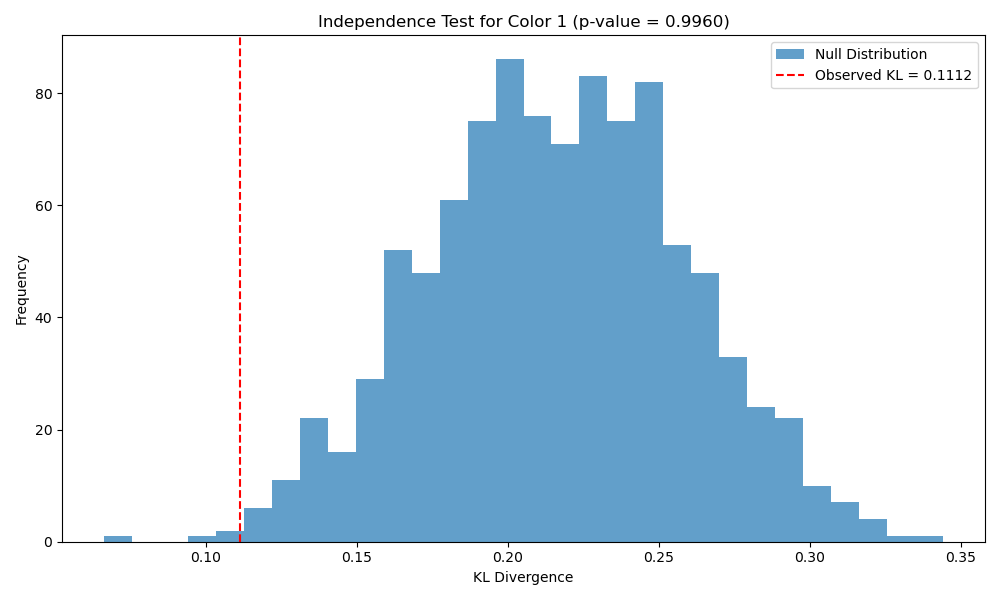 Independence Test for Color 1 (p-value = 0.9960)
Null Distribution
Observed KL = 0.1112
Frequency
80
60
40
20
0
0.10 0.15 0.20 0.25 0.30 0.35
KL Divergence